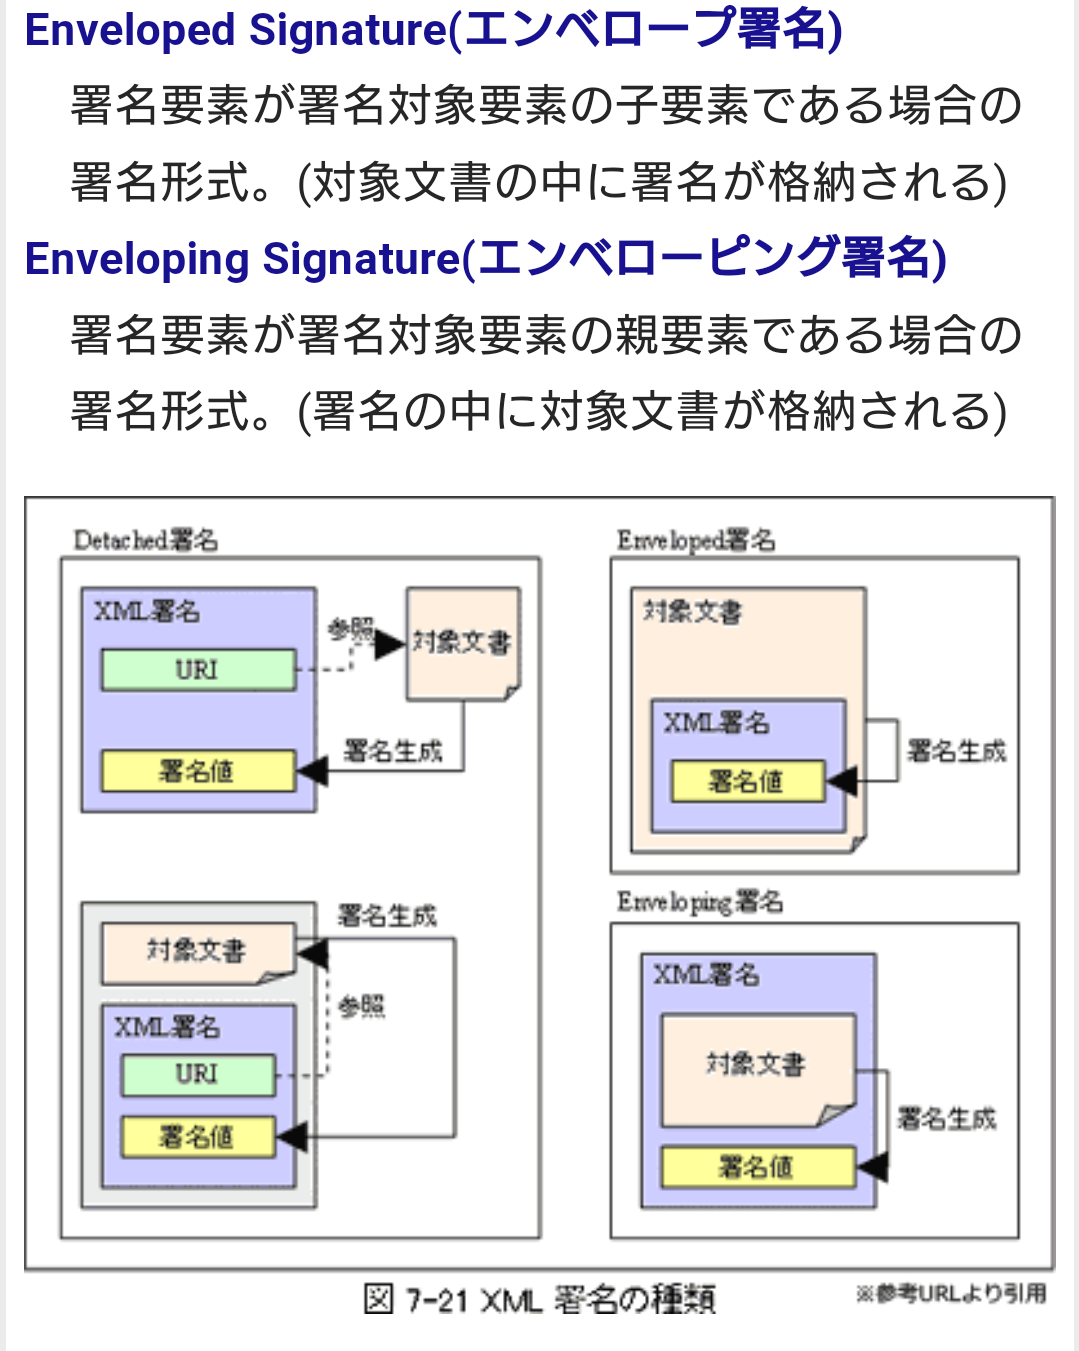 Enveloped Signature(エンベロープ署名)
署名要素が署名対象要素の子要素である場合の
署名形式。(対象文書の中に署名が格納される)
Enveloping Signature(エンベローピング署名)
署名要素が署名対象要素の親要素である場合の
署名形式。(署名の中に対象文書が格納される)
Detached署名
XML署名
URI
参照
対象文書
署名生成
署名値
署名生成
対象文書
参照
XML署名
URI
署名値
Enveloped署名
対象文書
XML署名
署名値
署名生成
Enveloping署名
XML署名
対象文書
署名生成
署名値
図 7-21 XML 署名の種類
※参考URLより引用